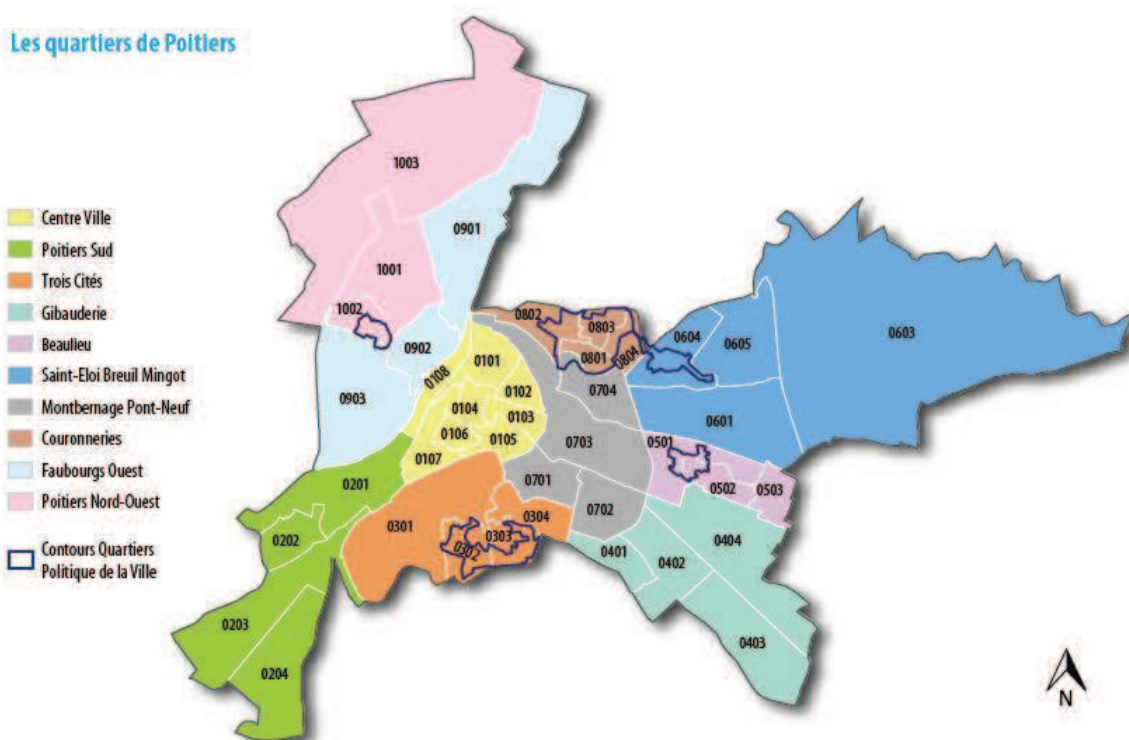 Les quartiers de Poitiers
Centre Ville
Poitiers Sud
Trois Cités
Gibauderie
Beaulieu
Saint-Eloi Breuil Mingot
Montbernage Pont-Neuf
Couronneries
Faubourgs Ouest
Poitiers Nord-Ouest
Contours Quartiers
Politique de la Ville
1003
0901
1001
1002
0902
0903
0802
0803
0801
0804
0604
0605
0603
0601
0101
0108
0102
0104
0103
0106
0105
0107
0704
0703
0701
0702
0501
0502
0503
0201
0202
0203
0204
0301
0302
0303
0304
0401
0402
0404
0403
N